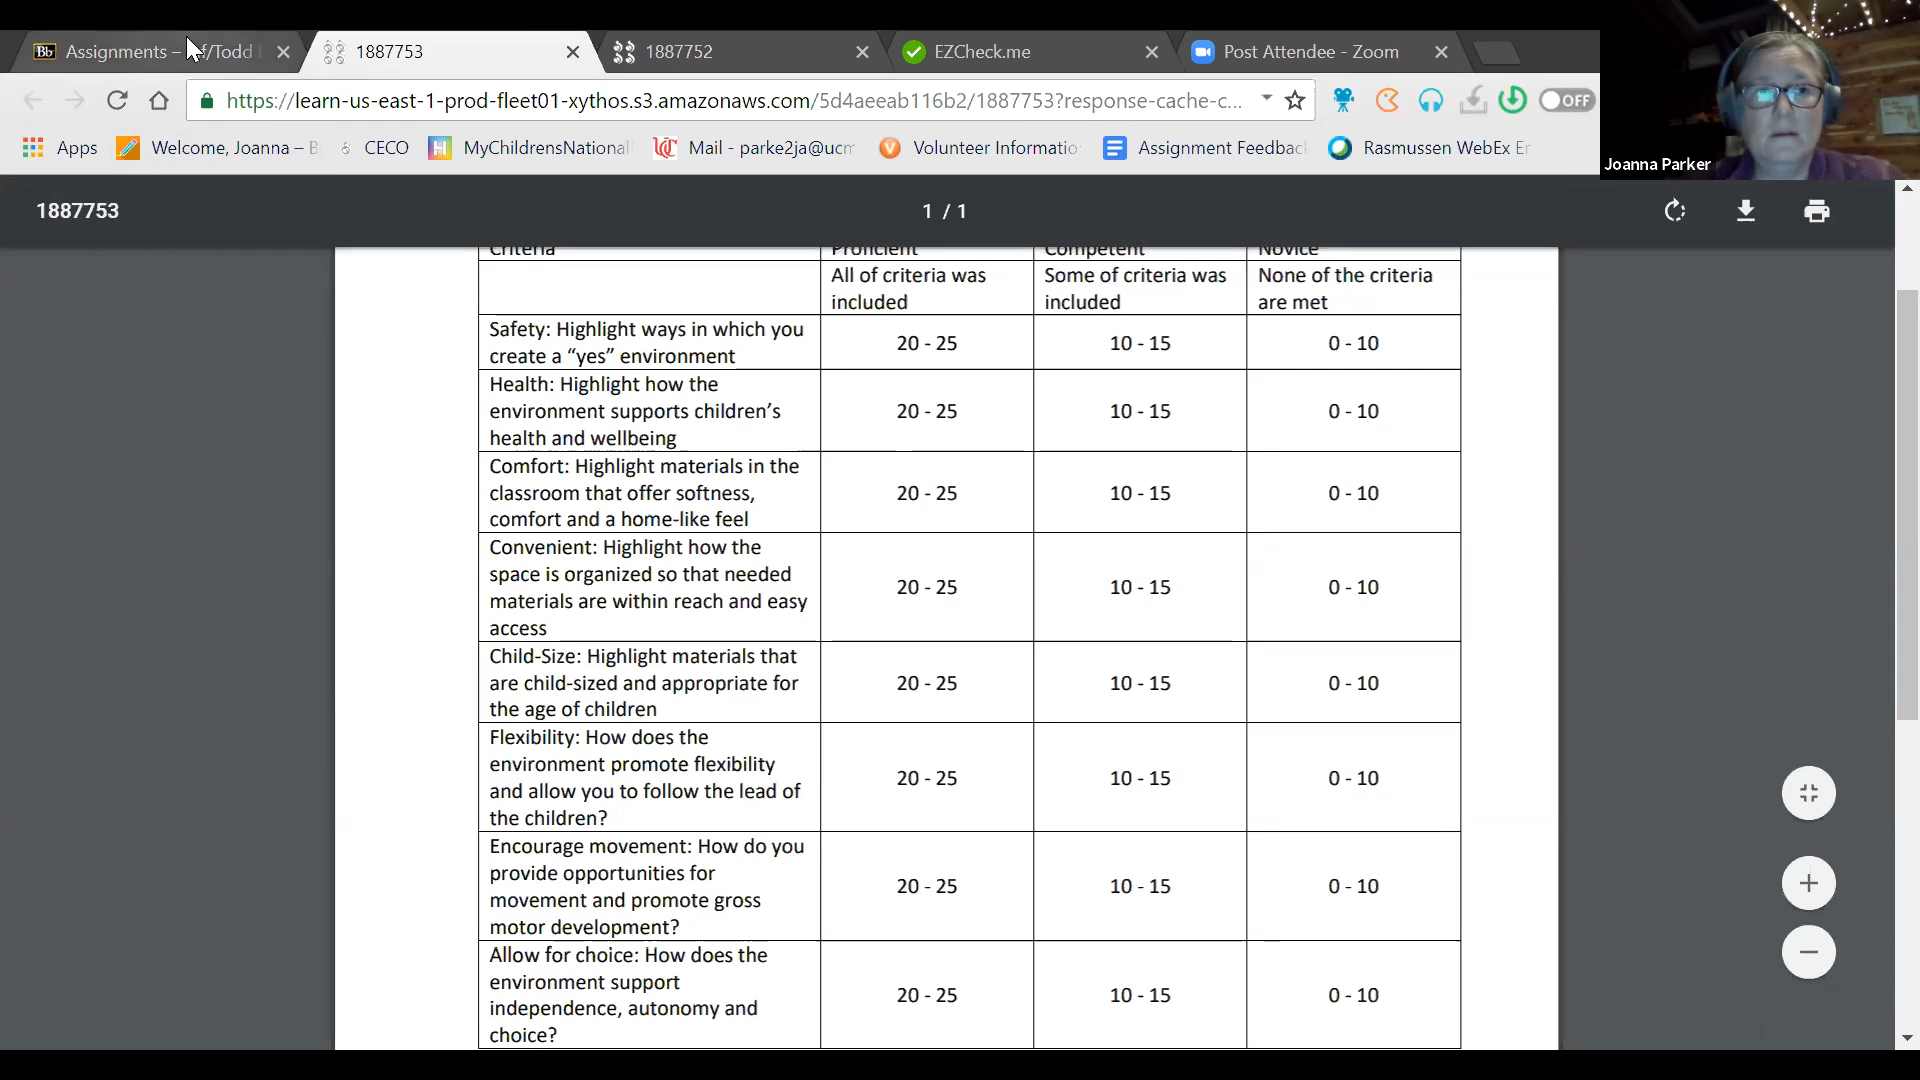 Bb Assignments – f/Todd
1887753
1887752
EZCheck.me
Post Attendee - Zoom
https://learn-us-east-1-prod-fleet01-xythos.s3.amazonaws.com/5d4aeeab116b2/1887753?response-cache-c...
OFF
Apps
Welcome, Joanna – B
CECO
H MyChildrensNational
UC Mail - parke2ja@ucm
Volunteer Informatio
Assignment Feedbac
Rasmussen WebEx Er
Joanna Parker
1887753
1 / 1
Criteria Proficient Competent Novice
All of criteria was included
Some of criteria was included
None of the criteria are met
Safety: Highlight ways in which you
create a “yes” environment
20 - 25 10 - 15 0 - 10
Health: Highlight how the
environment supports children’s
health and wellbeing
20 - 25 10 - 15 0 - 10
Comfort: Highlight materials in the
classroom that offer softness,
comfort and a home-like feel
20 - 25 10 - 15 0 - 10
Convenient: Highlight how the
space is organized so that needed
materials are within reach and easy
access
20 - 25 10 - 15 0 - 10
Child-Size: Highlight materials that
are child-sized and appropriate for
the age of children
20 - 25 10 - 15 0 - 10
Flexibility: How does the
environment promote flexibility
and allow you to follow the lead of
the children?
20 - 25 10 - 15 0 - 10
Encourage movement: How do you
provide opportunities for
movement and promote gross
motor development?
20 - 25 10 - 15 0 - 10
Allow for choice: How does the
environment support
independence, autonomy and
choice?
20 - 25 10 - 15 0 - 10